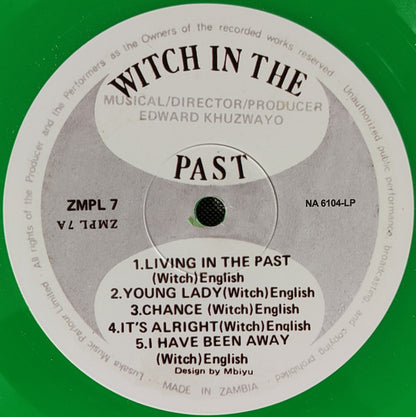 All rights of the Producer and the Performers as the Owners of the recorded works reserved. Unauthorized public performance, broadcasting, and copying prohibited. Lusaka Music Parlour Limited.
WITCH IN THE
MUSICAL/DIRECTOR/PRODUCER
EDWARD KHUZWAYO
PAST
ZMPL 7
ZMPL 7A
NA 6104-LP
1.LIVING IN THE PAST
(Witch)English
2.YOUNG LADY(Witch)English
3.CHANCE (Witch)English
4.IT'S ALRIGHT(Witch)English
5.I HAVE BEEN AWAY
(Witch)English
Design by Mbiyu
MADE IN ZAMBIA